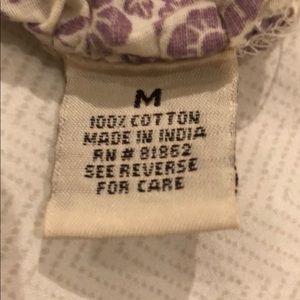 M
100% COTTON
MADE IN INDIA
RN # 81862
SEE REVERSE
FOR CARE